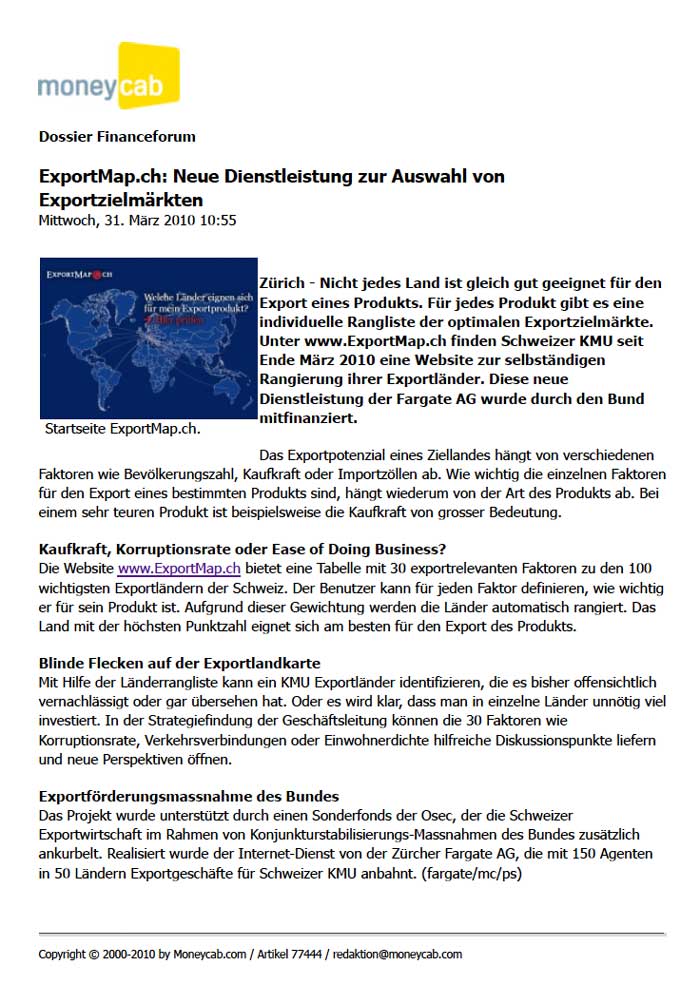 moneycab
Dossier Financeforum
ExportMap.ch: Neue Dienstleistung zur Auswahl von
Exportzielmärkten
Mittwoch, 31. März 2010 10:55
EXPORTMAP.CH
Welche Länder eignen sich
für mein Exportprodukt?
Hier prüfen
Startseite ExportMap.ch.
Zürich - Nicht jedes Land ist gleich gut geeignet für den
Export eines Produkts. Für jedes Produkt gibt es eine
individuelle Rangliste der optimalen Exportzielmärkte.
Unter www.ExportMap.ch finden Schweizer KMU seit
Ende März 2010 eine Website zur selbständigen
Rangierung ihrer Exportländer. Diese neue
Dienstleistung der Fargate AG wurde durch den Bund
mitfinanziert.
Das Exportpotenzial eines Ziellandes hängt von verschiedenen
Faktoren wie Bevölkerungszahl, Kaufkraft oder Importzöllen ab. Wie wichtig die einzelnen Faktoren
für den Export eines bestimmten Produkts sind, hängt wiederum von der Art des Produkts ab. Bei
einem sehr teuren Produkt ist beispielsweise die Kaufkraft von grosser Bedeutung.
Kaufkraft, Korruptionsrate oder Ease of Doing Business?
Die Website www.ExportMap.ch bietet eine Tabelle mit 30 exportrelevanten Faktoren zu den 100
wichtigsten Exportländern der Schweiz. Der Benutzer kann für jeden Faktor definieren, wie wichtig
er für sein Produkt ist. Aufgrund dieser Gewichtung werden die Länder automatisch rangiert. Das
Land mit der höchsten Punktzahl eignet sich am besten für den Export des Produkts.
Blinde Flecken auf der Exportlandkarte
Mit Hilfe der Länderrangliste kann ein KMU Exportländer identifizieren, die es bisher offensichtlich
vernachlässigt oder gar übersehen hat. Oder es wird klar, dass man in einzelne Länder unnötig viel
investiert. In der Strategiefindung der Geschäftsleitung können die 30 Faktoren wie
Korruptionsrate, Verkehrsverbindungen oder Einwohnerdichte hilfreiche Diskussionspunkte liefern
und neue Perspektiven öffnen.
Exportförderungsmassnahme des Bundes
Das Projekt wurde unterstützt durch einen Sonderfonds der Osec, der die Schweizer
Exportwirtschaft im Rahmen von Konjunkturstabilisierungs-Massnahmen des Bundes zusätzlich
ankurbelt. Realisiert wurde der Internet-Dienst von der Zürcher Fargate AG, die mit 150 Agenten
in 50 Ländern Exportgeschäfte für Schweizer KMU anbahnt. (fargate/mc/ps)
Copyright © 2000-2010 by Moneycab.com / Artikel 77444 / redaktion@moneycab.com